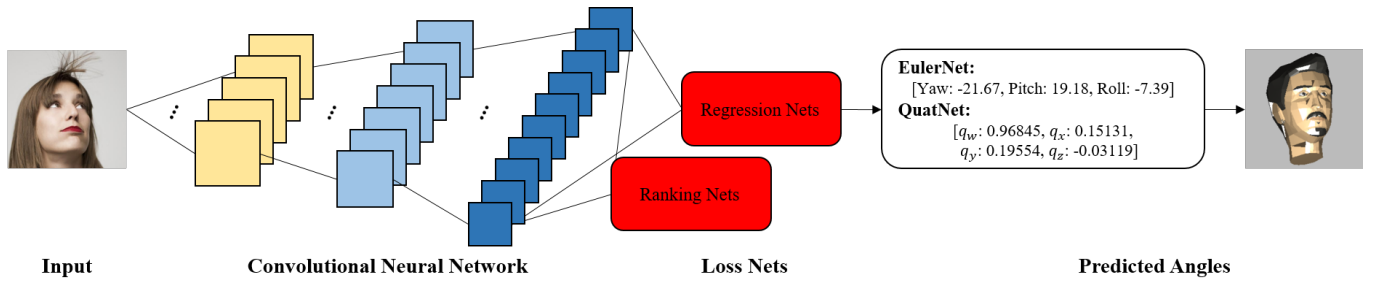 Regression Nets
Ranking Nets
EulerNet:
[Yaw: -21.67, Pitch: 19.18, Roll: -7.39]
QuatNet:
[q_w: 0.96845, q_x: 0.15131,
q_y: 0.19554, q_z: -0.03119]
Input
Convolutional Neural Network
Loss Nets
Predicted Angles